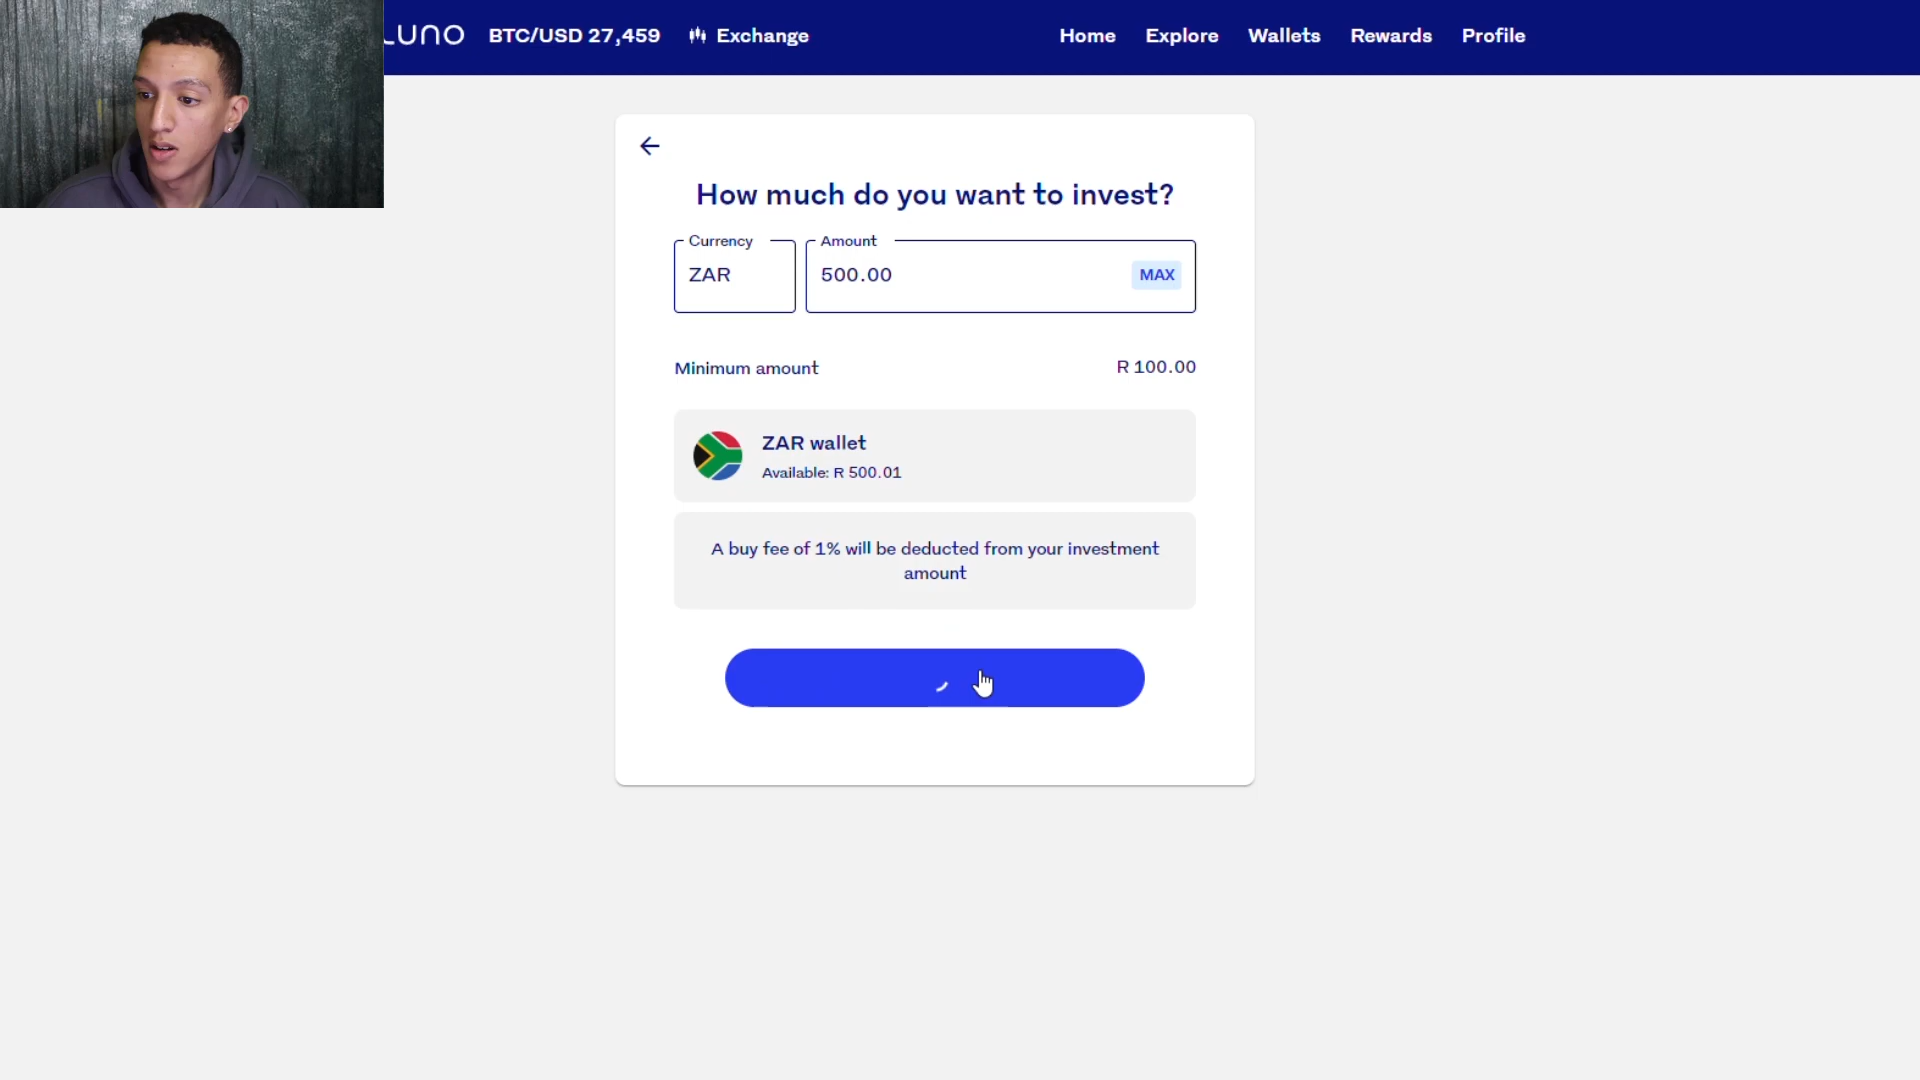 LUNO BTC/USD 27,459 Exchange Home Explore Wallets Rewards Profile
How much do you want to invest?
Currency Amount
ZAR 500.00 MAX
Minimum amount R 100.00
ZAR wallet
Available: R 500.01
A buy fee of 1% will be deducted from your investment
amount